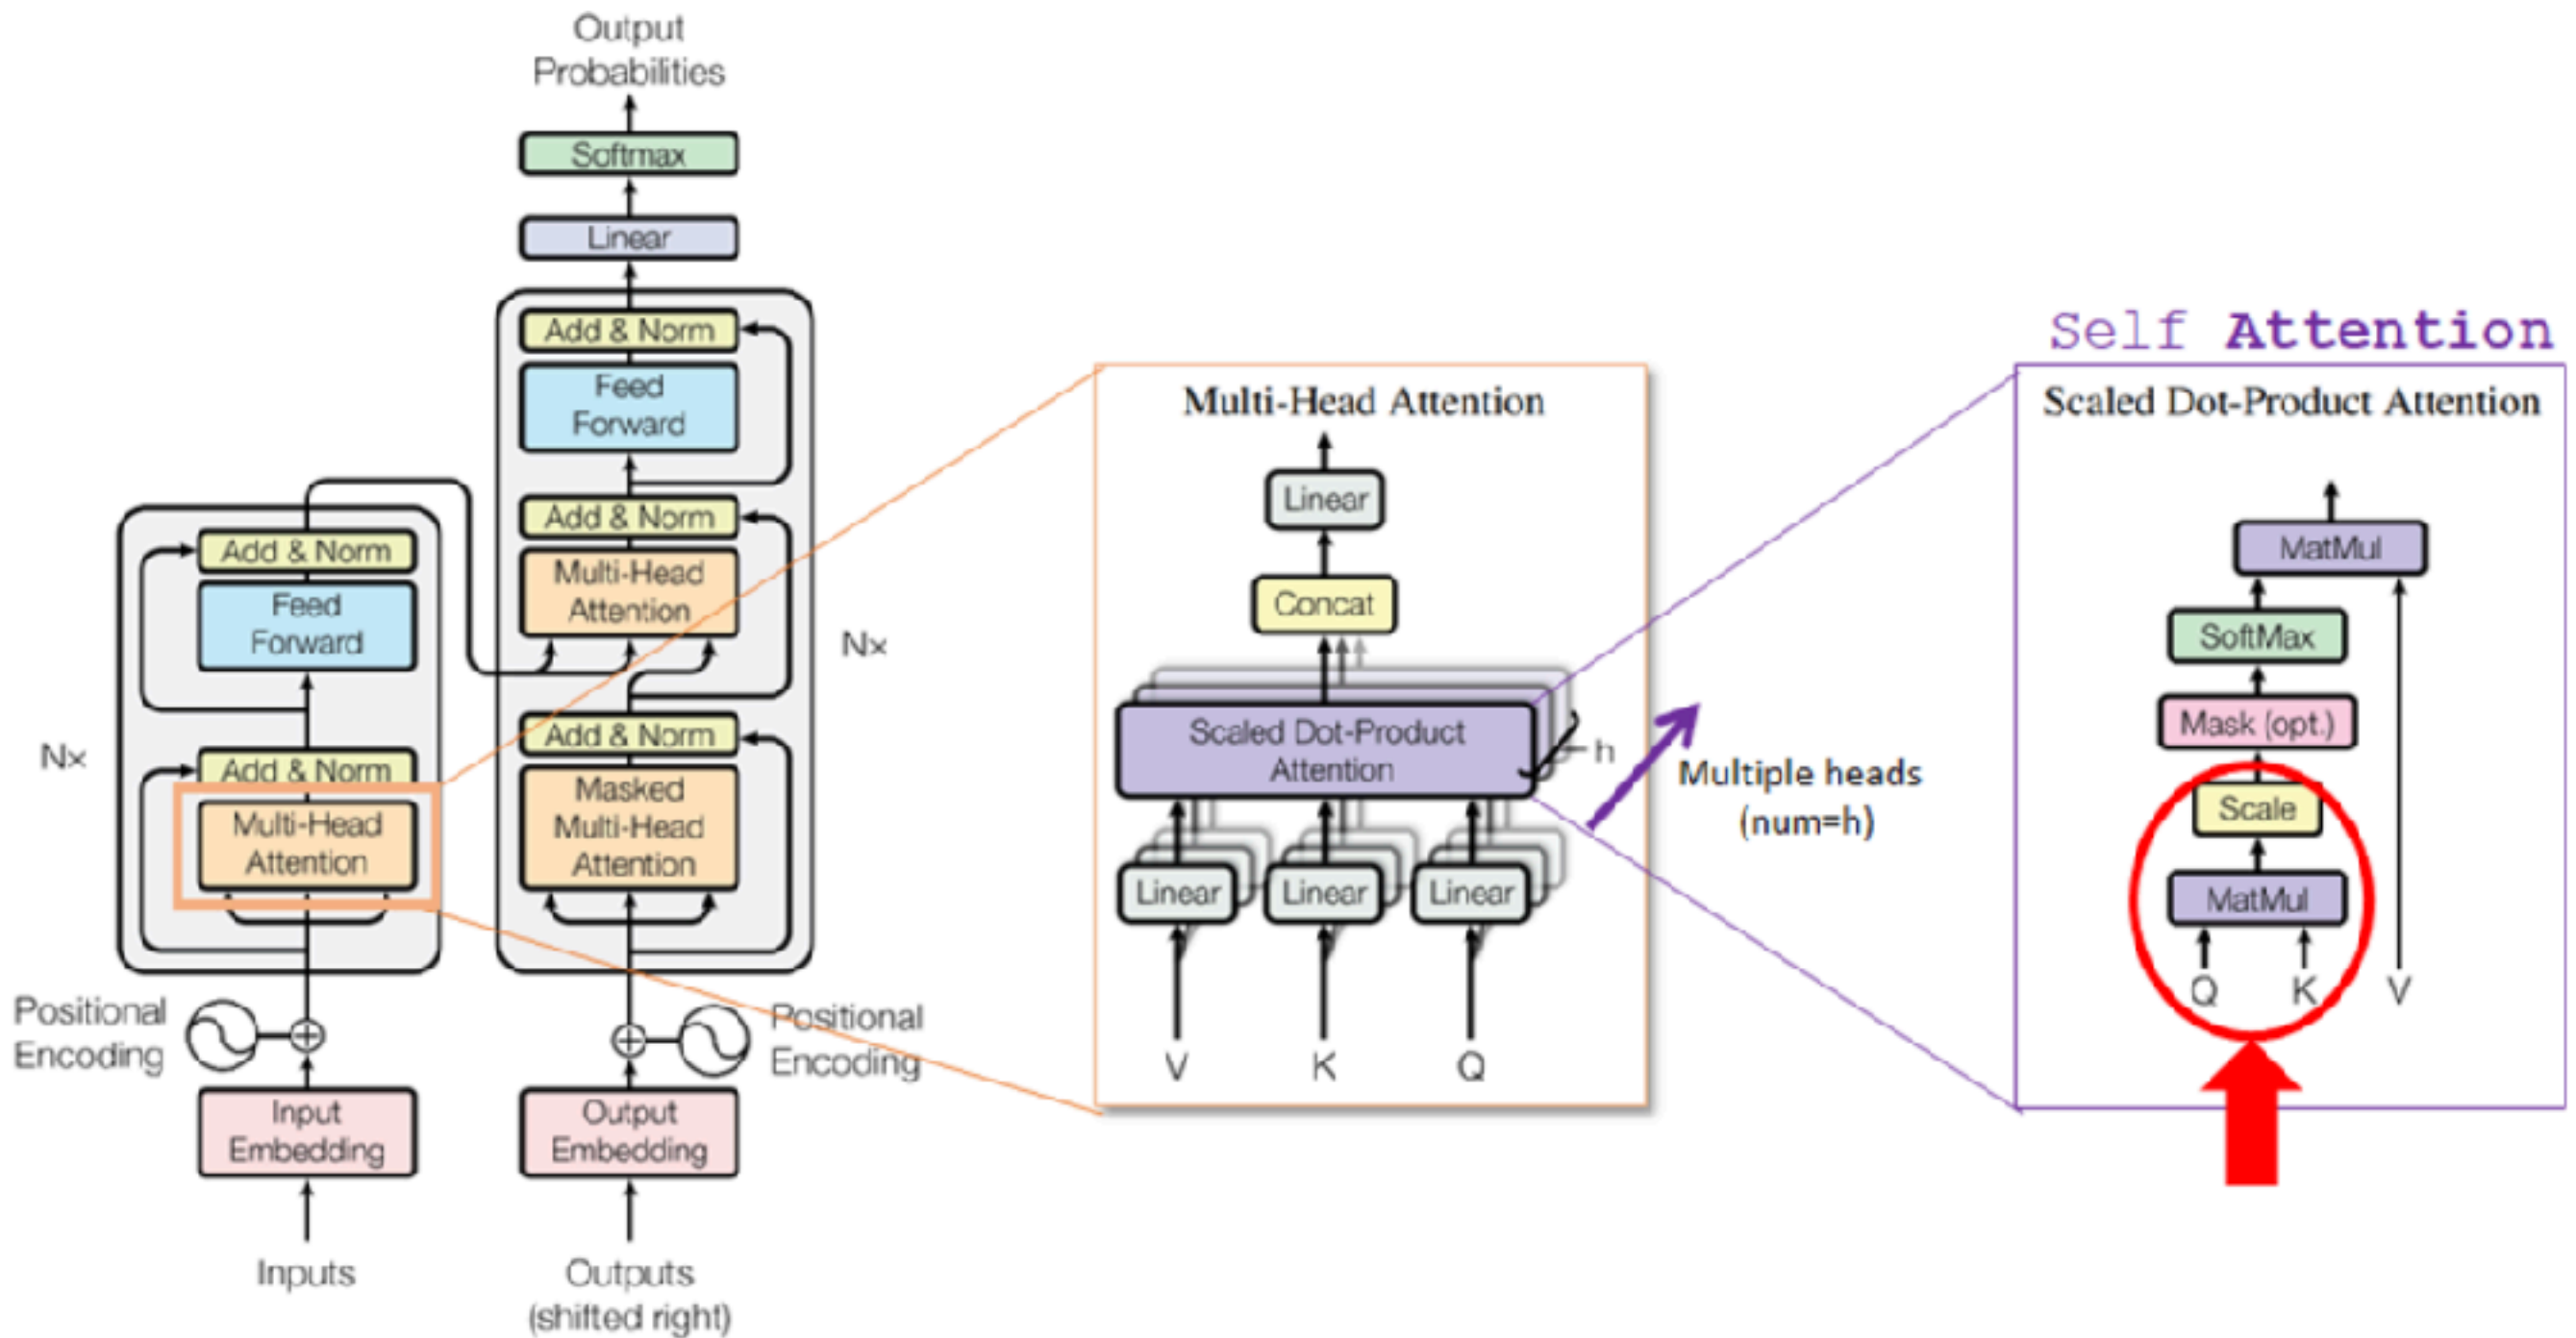 Output
Probabilities
Softmax
Linear
Add & Norm
Feed
Forward
Add & Norm
Multi-Head
Attention
Nx
Add & Norm
Masked
Multi-Head
Attention
Add & Norm
Feed
Forward
Nx
Add & Norm
Multi-Head
Attention
Positional
Encoding
Positional
Encoding
Input
Embedding
Output
Embedding
Inputs
Outputs
(shifted right)
Multi-Head Attention
Linear
Concat
Scaled Dot-Product
Attention
h
Linear
Linear
Linear
V
K
Q
Multiple heads
(num=h)
Self Attention
Scaled Dot-Product Attention
MatMul
SoftMax
Mask (opt.)
Scale
MatMul
Q
K
V